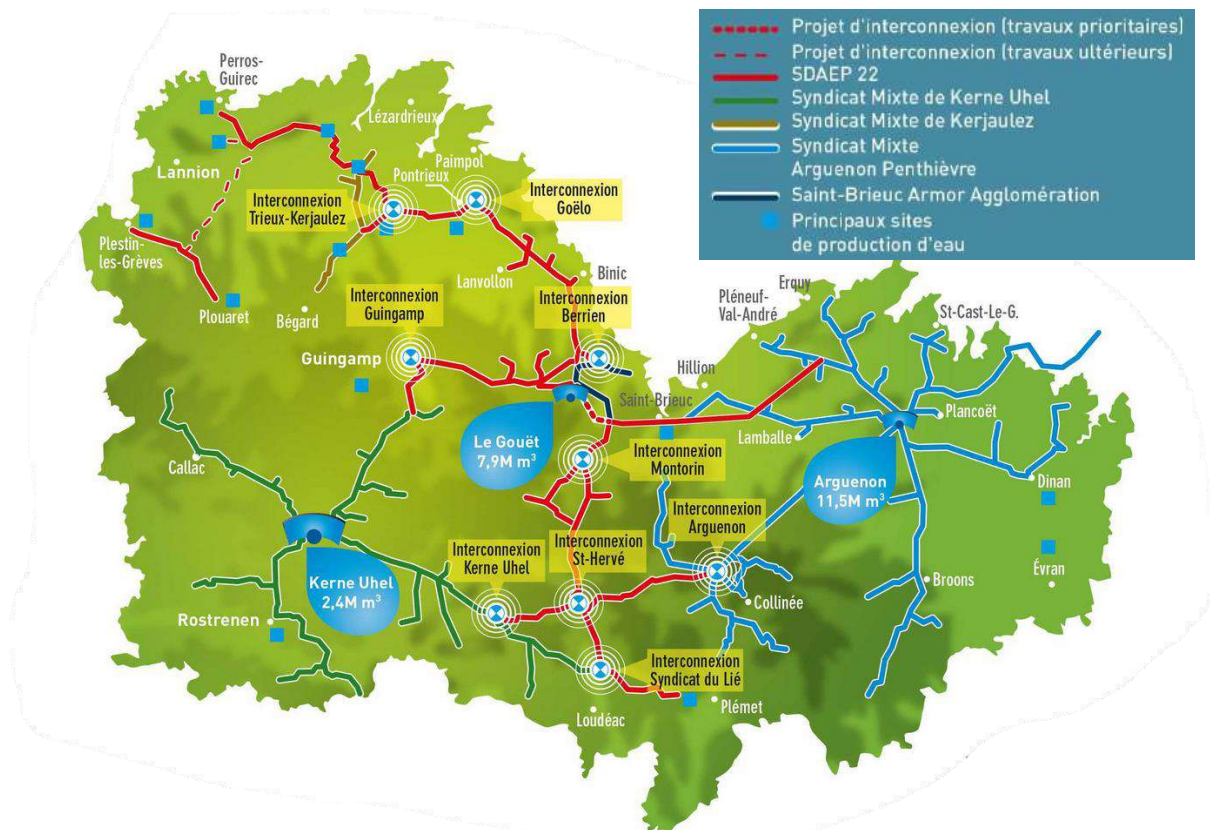 Projet d'interconnexion (travaux prioritaires)
Projet d'interconnexion (travaux ultérieurs)
SDAEP 22
Syndicat Mixte de Kerne Uhel
Syndicat Mixte de Kerjaulez
Syndicat Mixte
Arguenon Penthièvre
Saint-Brieuc Armor Agglomération
Principaux sites
de production d'eau
Perros-
Guirec
Lézardrieux
Lannion
Paimpol
Pontrieux
Interconnexion
Trieux-Kerjaulez
Interconnexion
Goëlo
Plestin-
les-Grèves
Plouaret
Bégard
Lanvollon
Binic
Interconnexion
Guingamp
Interconnexion
Berrien
Guingamp
Erquy
Pléneuf-
Val-André
St-Cast-Le-G.
Hillion
Saint-Brieuc
Lamballe
Plancoët
Le Gouët
7,9M m³
Interconnexion
Montorin
Callac
Arguenon
11,5M m³
Dinan
Interconnexion
Arguenon
Interconnexion
St-Hervé
Interconnexion
Kerne Uhel
Kerne Uhel
2,4M m³
Évran
Broons
Collinée
Rostrenen
Interconnexion
Syndicat du Lié
Loudéac
Plémet